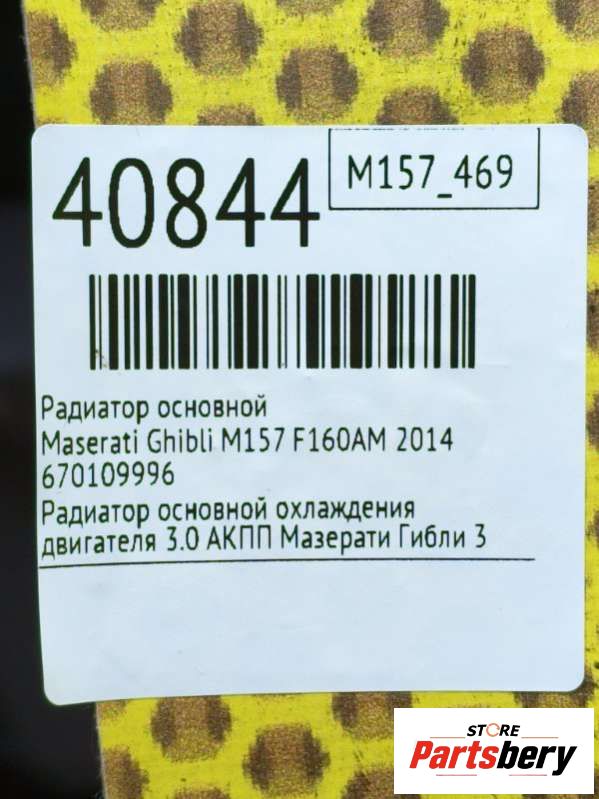 40844
M157_469
Радиатор основной
Maserati Ghibli M157 F160AM 2014
670109996
Радиатор основной охлаждения
двигателя 3.0 АКПП Мазерати Гибли 3
STORE
Partsbery